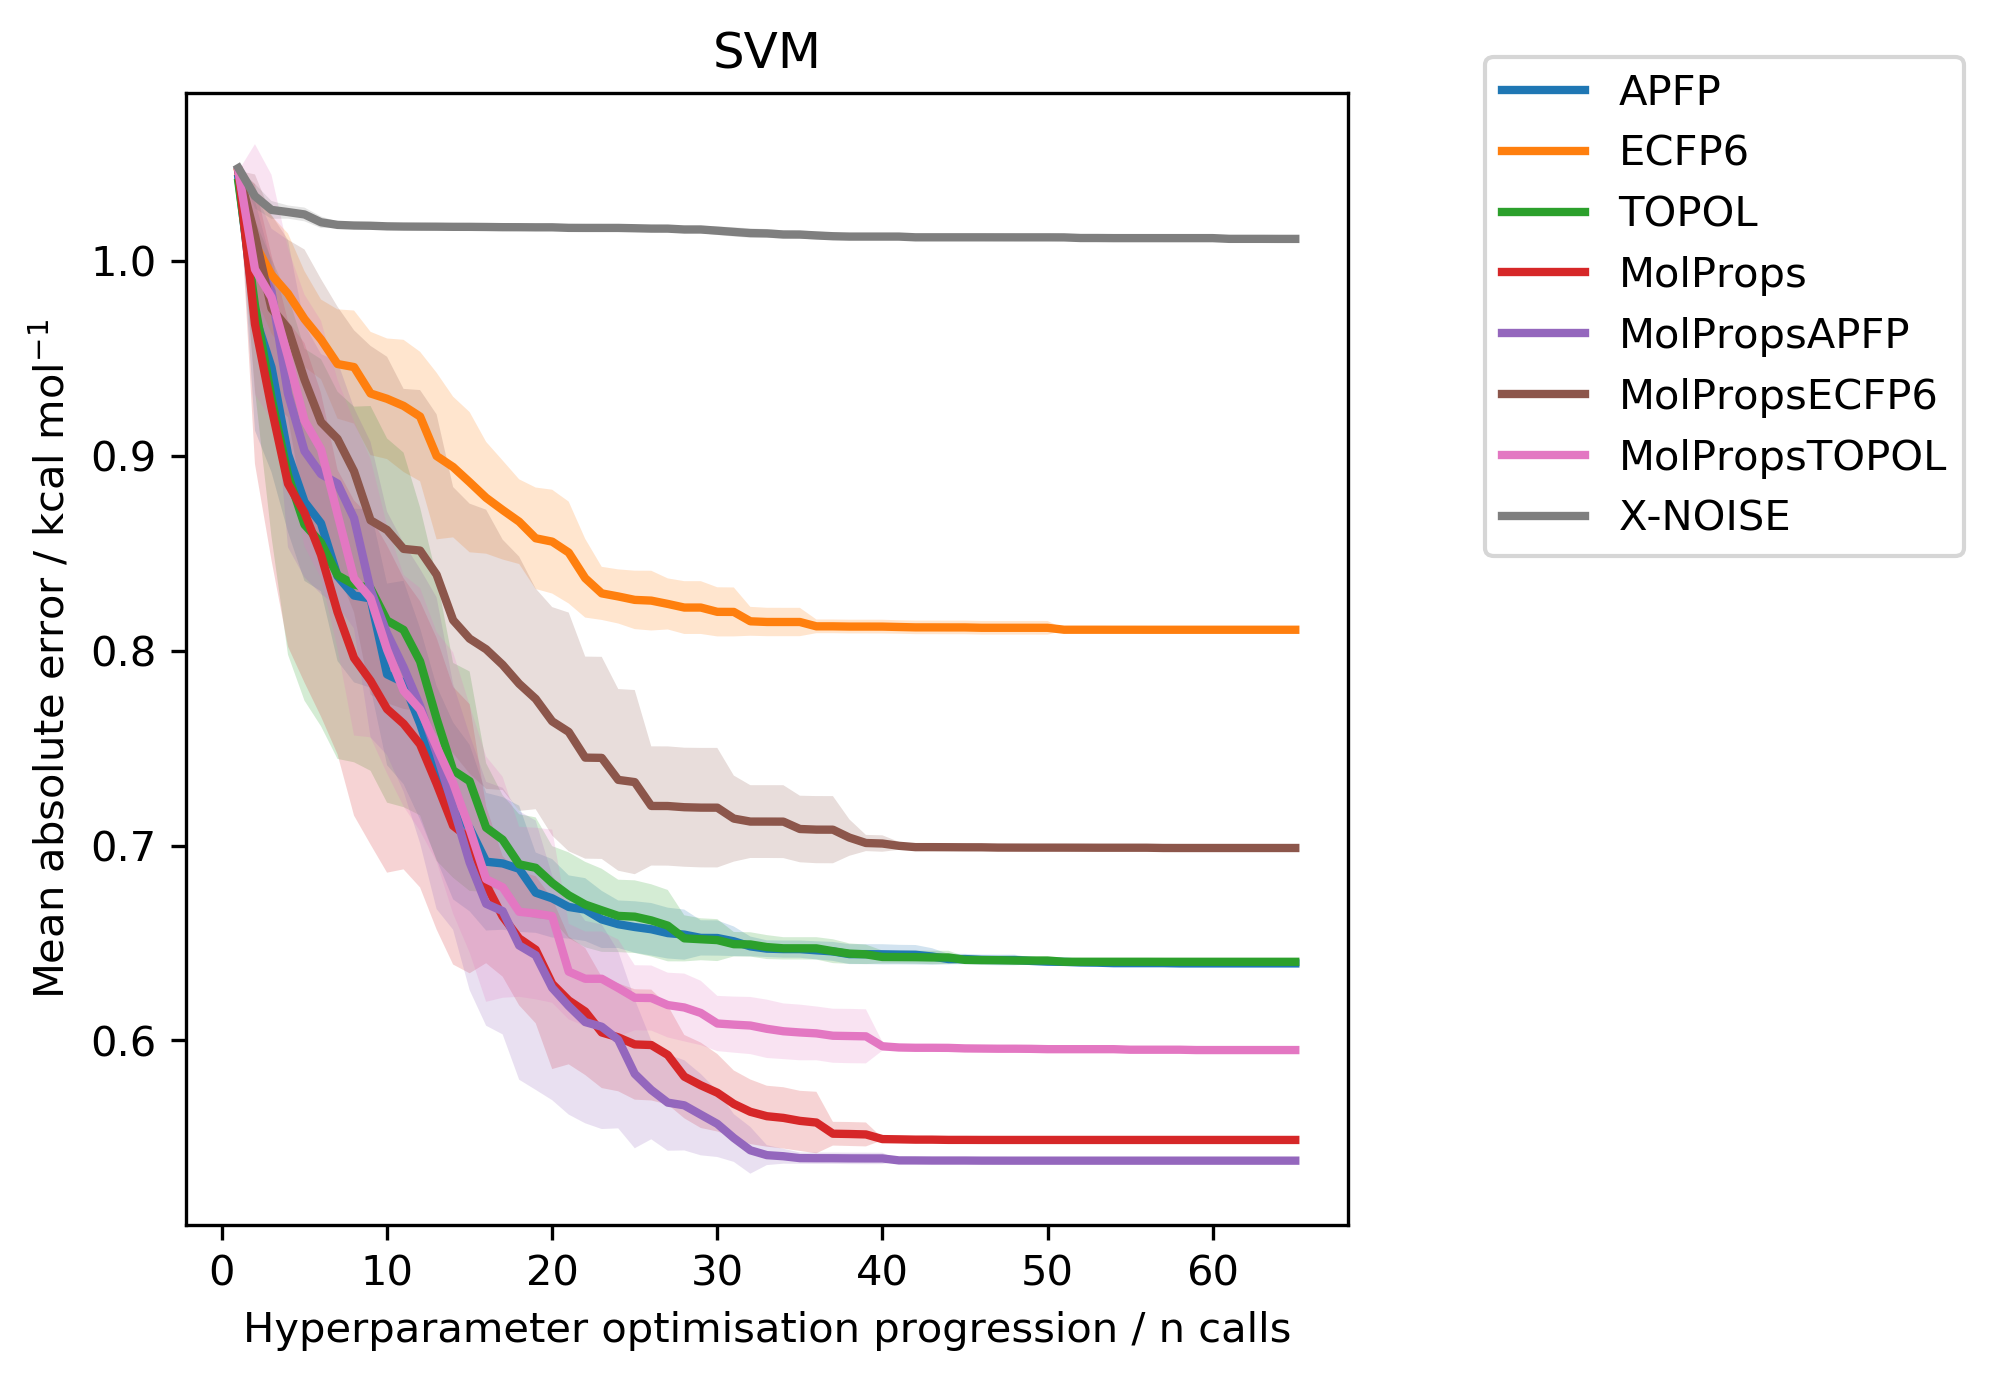 SVM
Mean absolute error / kcal mol⁻¹
1.0
0.9
0.8
0.7
0.6
0 10 20 30 40 50 60
Hyperparameter optimisation progression / n calls
APFP
ECFP6
TOPOL
MolProps
MolPropsAPFP
MolPropsECFP6
MolPropsTOPOL
X-NOISE